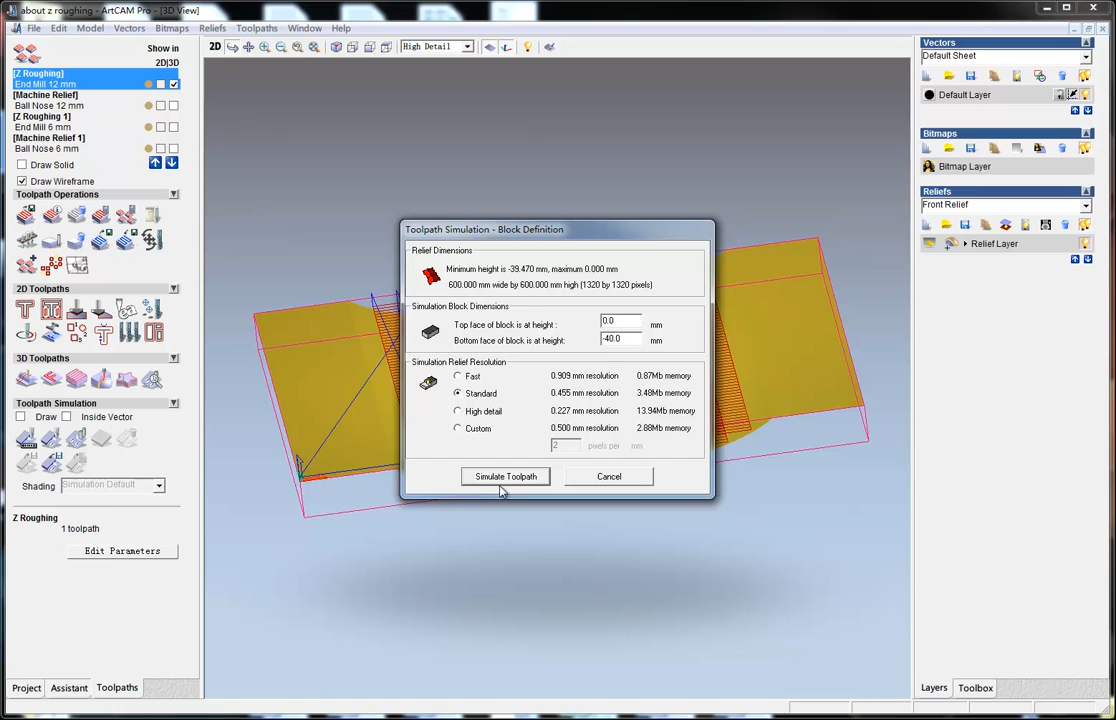 about z roughing - ArtCAM Pro - [3D View]
File Edit Model Vectors Bitmaps Reliefs Toolpaths Window Help
Show in
2D|3D
[Z Roughing]
End Mill 12 mm
[Machine Relief]
Ball Nose 12 mm
[Z Roughing 1]
End Mill 6 mm
[Machine Relief 1]
Ball Nose 6 mm
Draw Solid
Draw Wireframe
Toolpath Operations
2D Toolpaths
3D Toolpaths
Toolpath Simulation
Draw Inside Vector
Shading Simulation Default
Z Roughing
1 toolpath
Edit Parameters
Project Assistant Toolpaths
2D High Detail
Toolpath Simulation - Block Definition
Relief Dimensions
Minimum height is -39.470 mm, maximum 0.000 mm
600.000 mm wide by 600.000 mm high (1320 by 1320 pixels)
Simulation Block Dimensions
Top face of block is at height : 0.0 mm
Bottom face of block is at height: -40.0 mm
Simulation Relief Resolution
Fast 0.909 mm resolution 0.87Mb memory
Standard 0.455 mm resolution 3.48Mb memory
High detail 0.227 mm resolution 13.94Mb memory
Custom 0.500 mm resolution 2.88Mb memory
2 pixels per mm
Simulate Toolpath Cancel
Vectors
Default Sheet
Default Layer
Bitmaps
Bitmap Layer
Reliefs
Front Relief
Relief Layer
Layers Toolbox